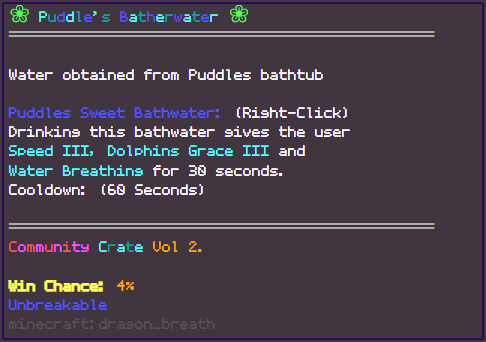 ❀ Puddle's Batherwater ❀
Water obtained from Puddles bathtub
Puddles Sweet Bathwater: (Right-Click)
Drinking this bathwater gives the user
Speed III, Dolphins Grace III and
Water Breathing for 30 seconds.
Cooldown: (60 Seconds)
Community Crate Vol 2.
Win Chance: 4%
Unbreakable
minecraft:dragon_breath